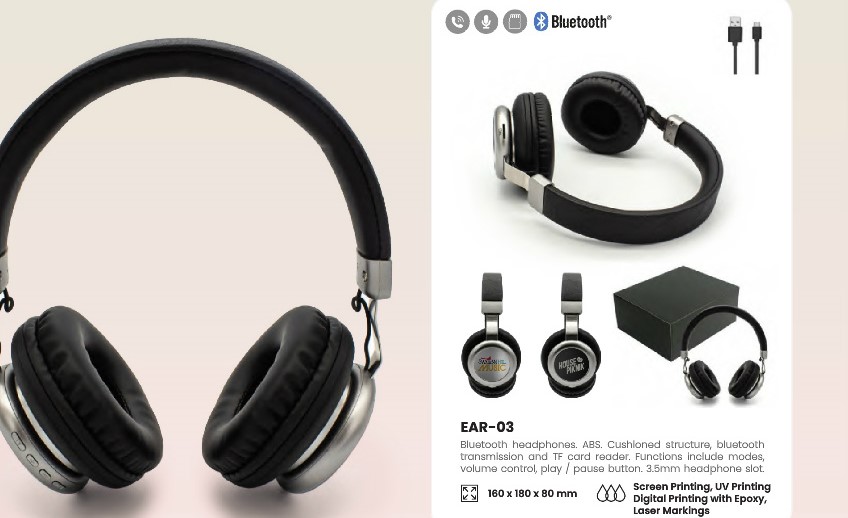 Bluetooth®
MUSIC
HOUSE
PIKNIK
EAR-03
Bluetooth headphones. ABS. Cushioned structure, bluetooth
transmission and TF card reader. Functions include modes,
volume control, play / pause button. 3.5mm headphone slot.
160 x 180 x 80 mm
Screen Printing, UV Printing
Digital Printing with Epoxy,
Laser Markings